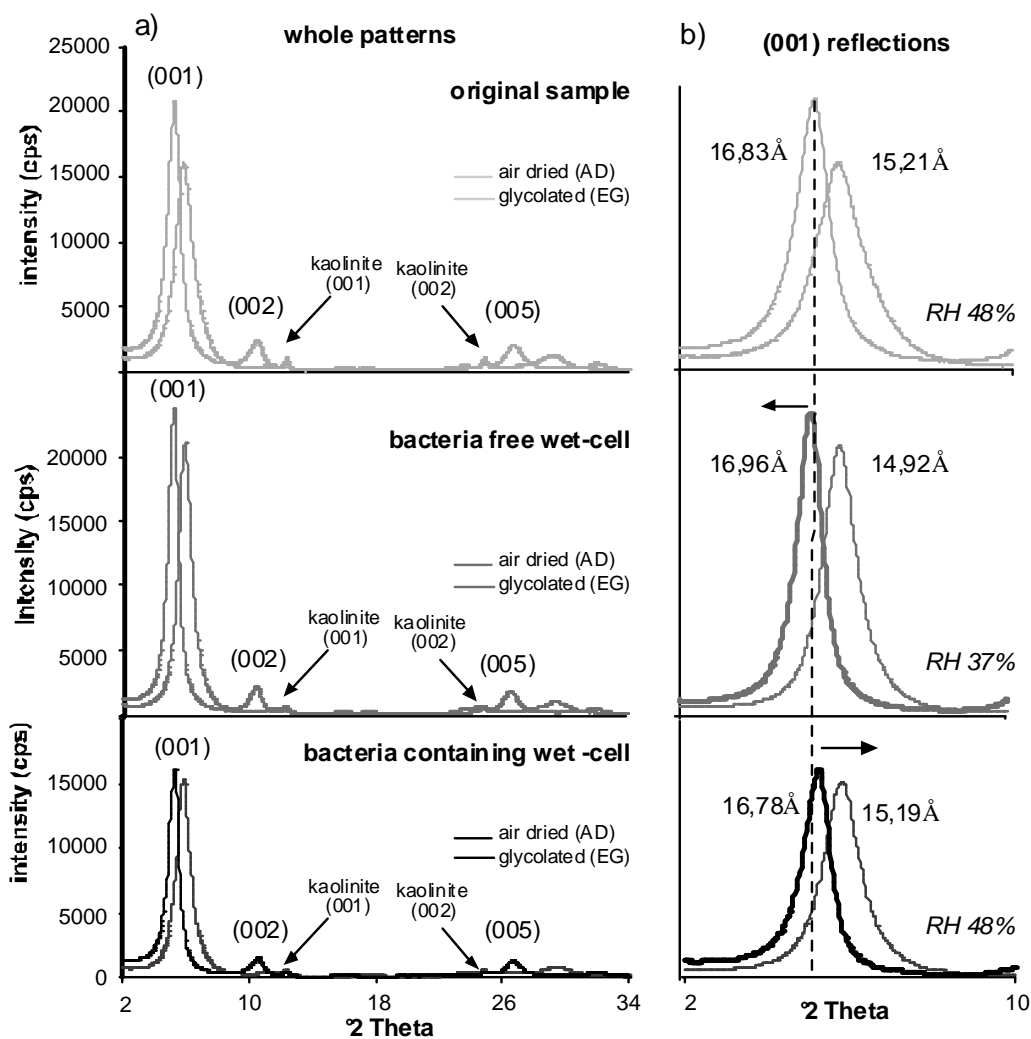 a)
whole patterns
b)
(001) reflections
25000
20000
15000
10000
5000
intensity (cps)
(001)
original sample
air dried (AD)
glycolated (EG)
kaolinite
(001)
kaolinite
(002)
(002)
(005)
16,83Å
15,21Å
RH 48%
20000
15000
10000
5000
Intensity (cps)
(001)
bacteria free wet-cell
air dried (AD)
glycolated (EG)
kaolinite
(001)
kaolinite
(002)
(002)
(005)
16,96Å
14,92Å
RH 37%
15000
10000
5000
0
intensity (cps)
(001)
bacteria containing wet -cell
air dried (AD)
glycolated (EG)
kaolinite
(001)
kaolinite
(002)
(002)
(005)
16,78Å
15,19Å
RH 48%
2
10
18
26
34
°2 Theta
2
10
°2 Theta